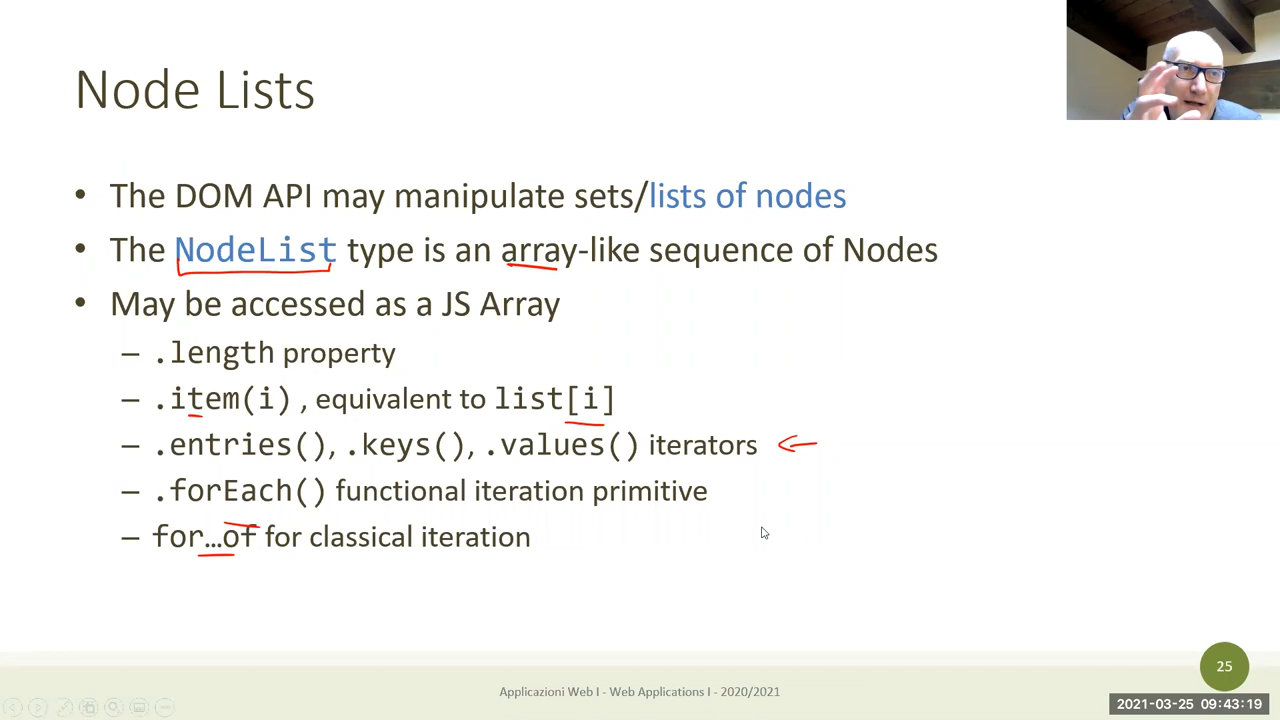 Node Lists
• The DOM API may manipulate sets/lists of nodes
• The NodeList type is an array-like sequence of Nodes
• May be accessed as a JS Array
– .length property
– .item(i) , equivalent to list[i]
– .entries(), .keys(), .values() iterators
– .forEach() functional iteration primitive
– for…of for classical iteration
25
Applicazioni Web I - Web Applications I - 2020/2021
2021-03-25 09:43:19